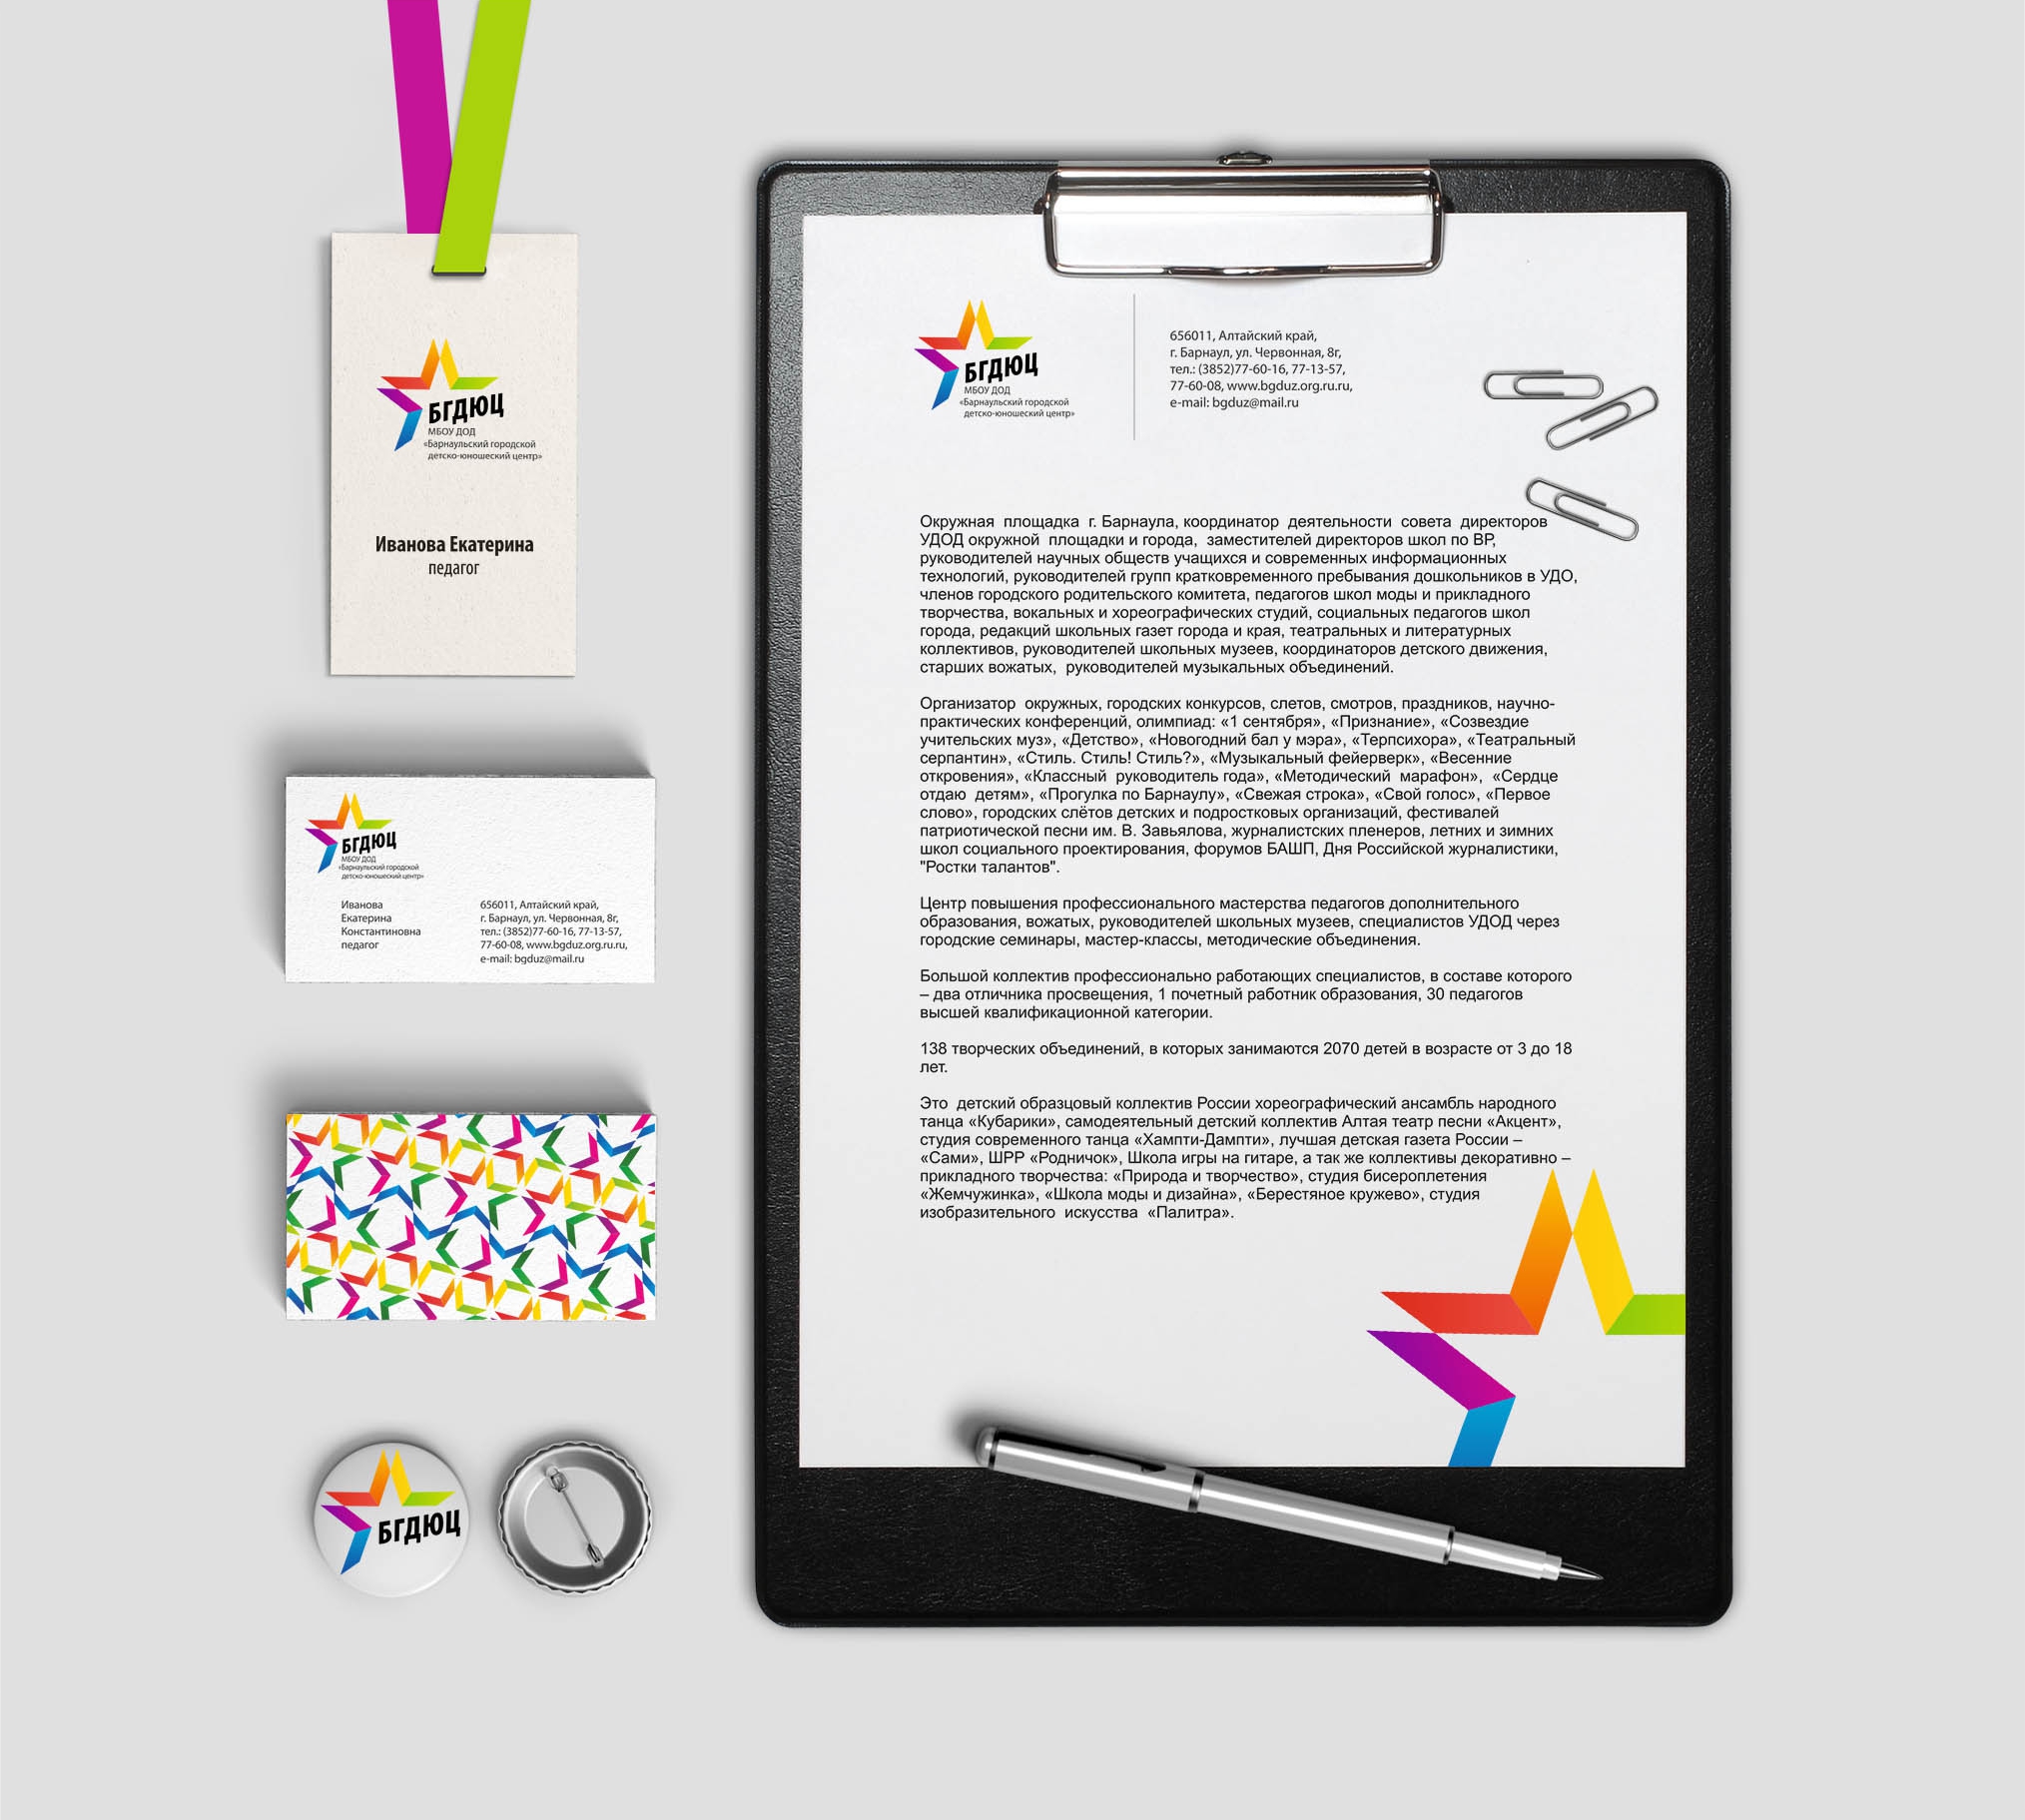 БГДЮЦ
МБОУ ДОД
«Барнаульский городской
детско-юношеский центр»
Иванова Екатерина
педагог
БГДЮЦ
МБОУ ДОД
«Барнаульский городской
детско-юношеский центр»
Иванова
Екатерина
Константиновна
педагог
656011, Алтайский край,
г. Барнаул, ул. Червонная, 8г,
тел.: (3852)77-60-16, 77-13-57,
77-60-08, www.bgduz.org.ru.ru,
e-mail: bgduz@mail.ru
БГДЮЦ
БГДЮЦ
МБОУ ДОД
«Барнаульский городской
детско-юношеский центр»
656011, Алтайский край,
г. Барнаул, ул. Червонная, 8г,
тел.: (3852)77-60-16, 77-13-57,
77-60-08, www.bgduz.org.ru.ru,
e-mail: bgduz@mail.ru
Окружная площадка г. Барнаула, координатор деятельности совета директоров
УДОД окружной площадки и города, заместителей директоров школ по ВР,
руководителей научных обществ учащихся и современных информационных
технологий, руководителей групп кратковременного пребывания дошкольников в УДО,
членов городского родительского комитета, педагогов школ моды и прикладного
творчества, вокальных и хореографических студий, социальных педагогов школ
города, редакций школьных газет города и края, театральных и литературных
коллективов, руководителей школьных музеев, координаторов детского движения,
старших вожатых, руководителей музыкальных объединений.
Организатор окружных, городских конкурсов, слетов, смотров, праздников, научно-
практических конференций, олимпиад: «1 сентября», «Признание», «Созвездие
учительских муз», «Детство», «Новогодний бал у мэра», «Терпсихора», «Театральный
серпантин», «Стиль. Стиль! Стиль?», «Музыкальный фейерверк», «Весенние
откровения», «Классный руководитель года», «Методический марафон», «Сердце
отдаю детям», «Прогулка по Барнаулу», «Свежая строка», «Свой голос», «Первое
слово», городских слётов детских и подростковых организаций, фестивалей
патриотической песни им. В. Завьялова, журналистских пленеров, летних и зимних
школ социального проектирования, форумов БАШП, Дня Российской журналистики,
"Ростки талантов".
Центр повышения профессионального мастерства педагогов дополнительного
образования, вожатых, руководителей школьных музеев, специалистов УДОД через
городские семинары, мастер-классы, методические объединения.
Большой коллектив профессионально работающих специалистов, в составе которого
– два отличника просвещения, 1 почетный работник образования, 30 педагогов
высшей квалификационной категории.
138 творческих объединений, в которых занимаются 2070 детей в возрасте от 3 до 18
лет.
Это детский образцовый коллектив России хореографический ансамбль народного
танца «Кубарики», самодеятельный детский коллектив Алтая театр песни «Акцент»,
студия современного танца «Хампти-Дампти», лучшая детская газета России –
«Сами», ШРР «Родничок», Школа игры на гитаре, а так же коллективы декоративно –
прикладного творчества: «Природа и творчество», студия бисероплетения
«Жемчужинка», «Школа моды и дизайна», «Берестяное кружево», студия
изобразительного искусства «Палитра».